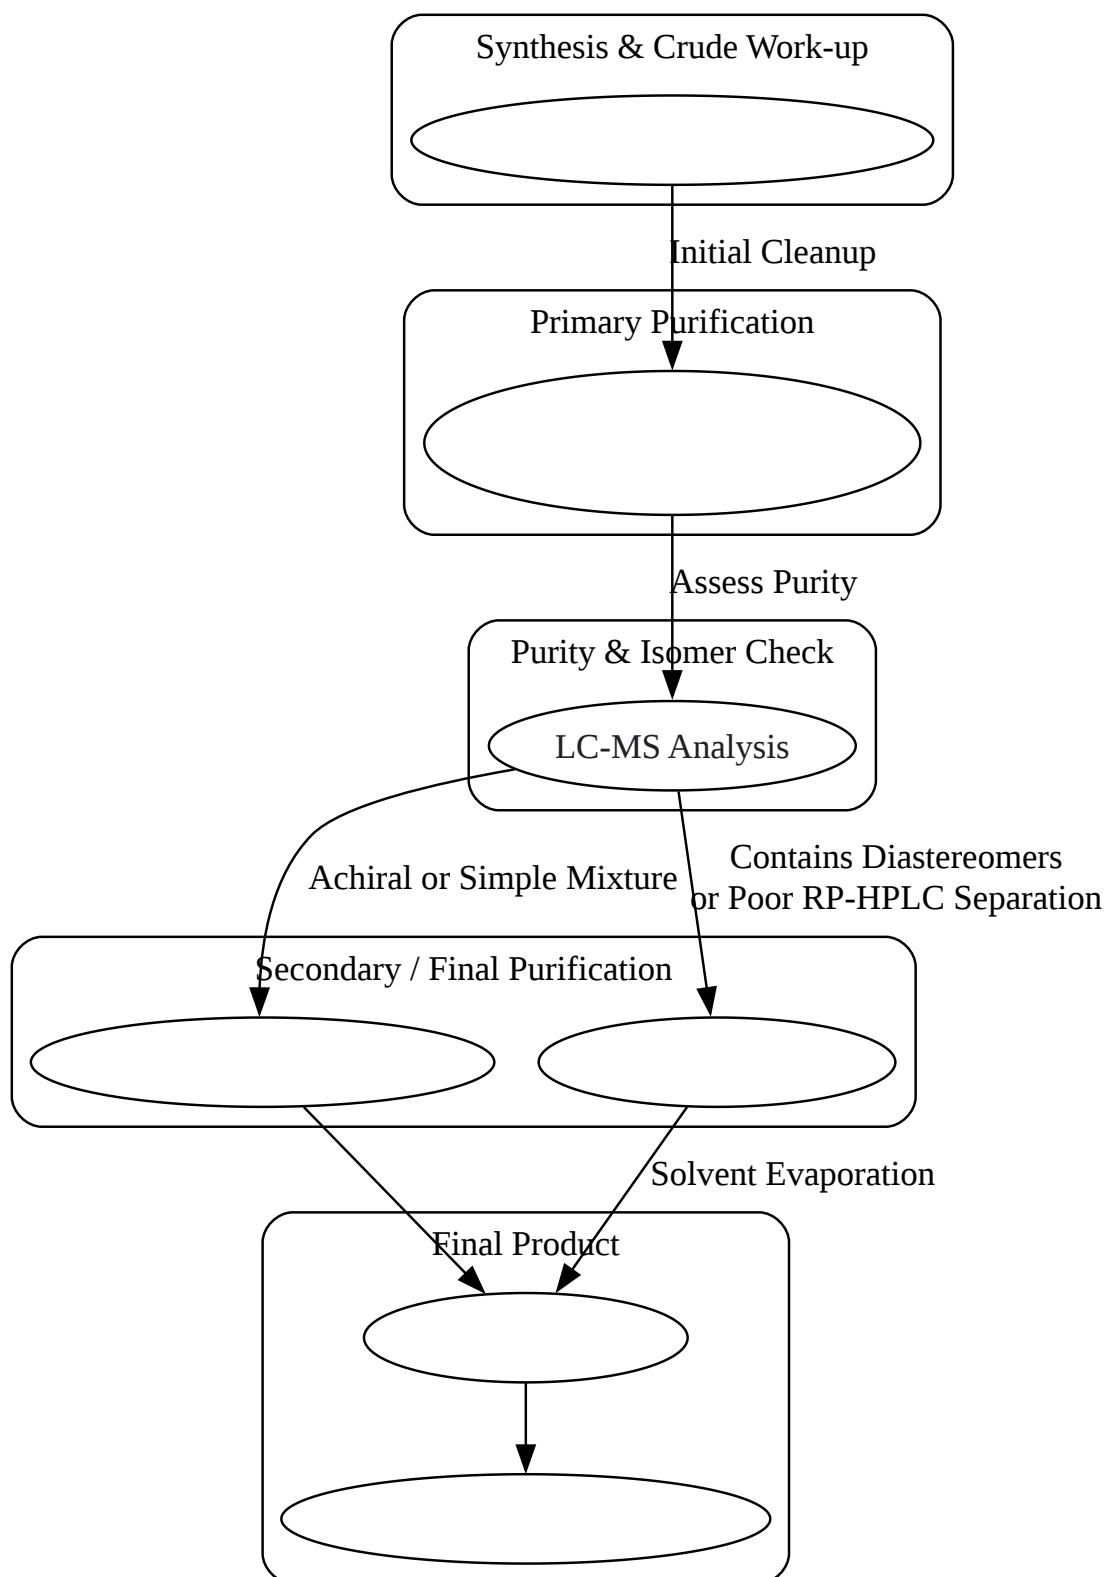 Synthesis & Crude Work-up
Initial Cleanup
Primary Purification
Assess Purity
Purity & Isomer Check
LC-MS Analysis
Achiral or Simple Mixture
Contains Diastereomers
or Poor RP-HPLC Separation
Secondary / Final Purification
Solvent Evaporation
Final Product